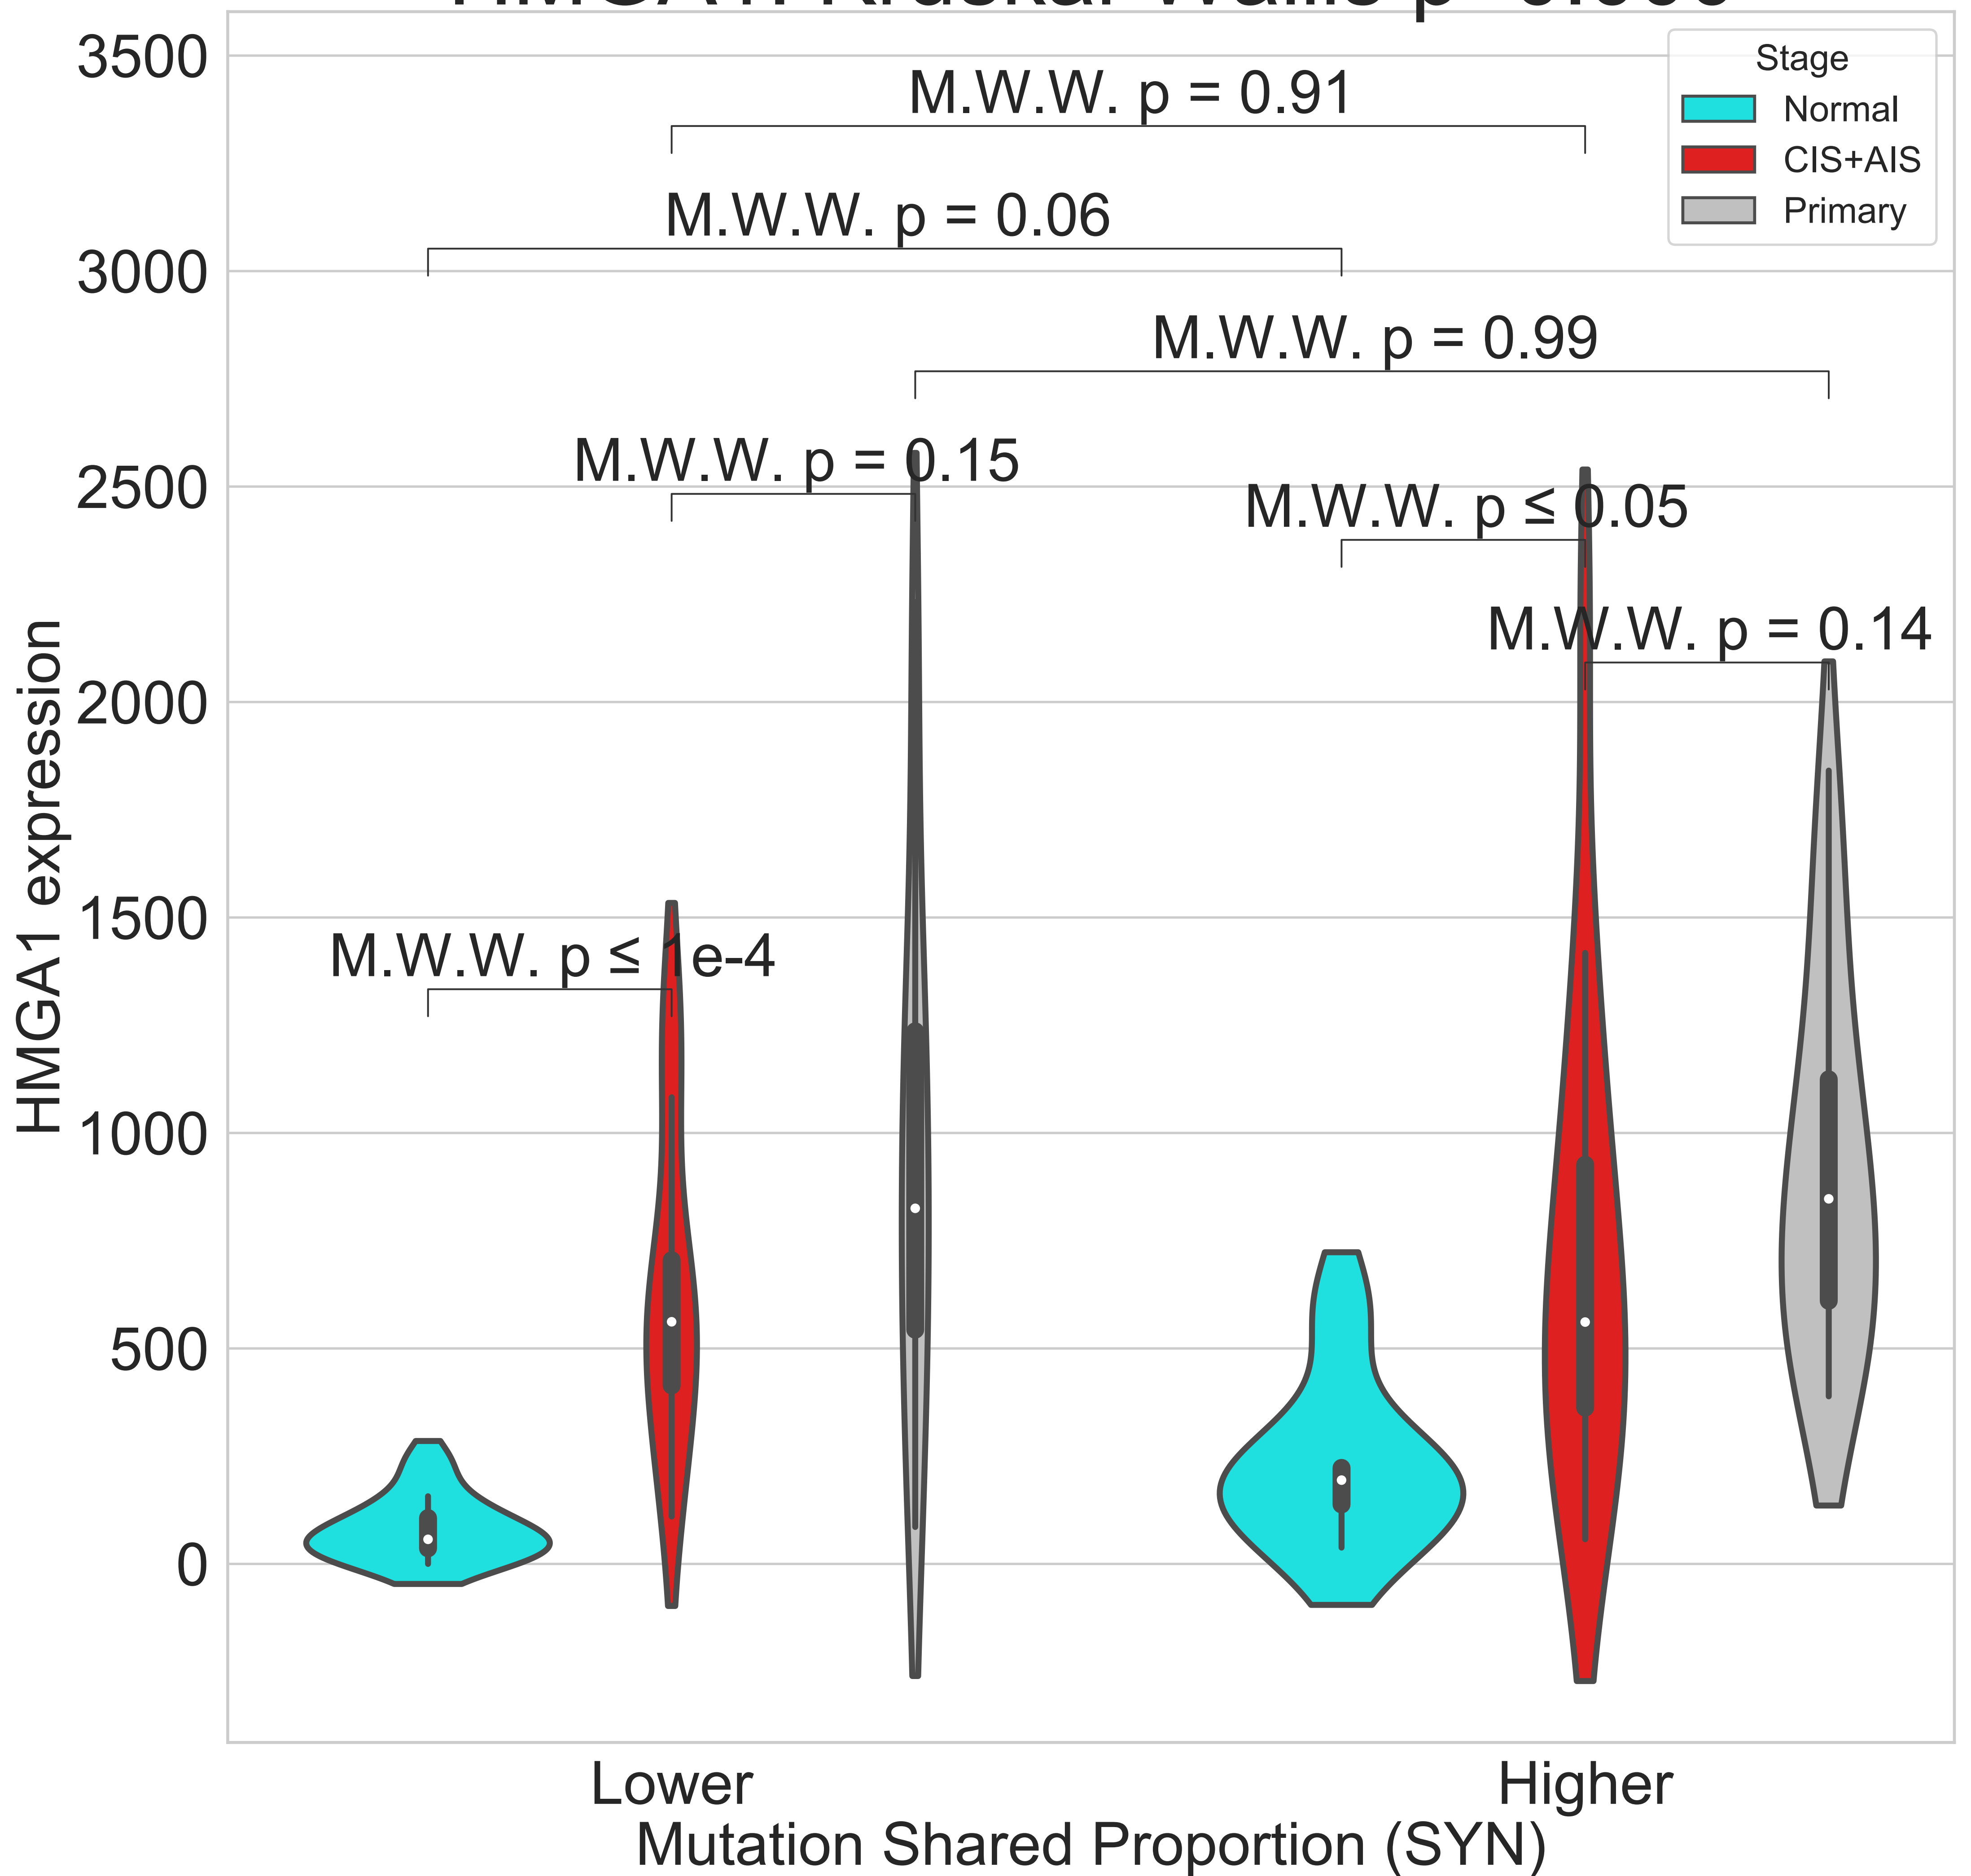 3500
3000
2500
2000
1500
1000
500
0
HMGA1 expression
M.W.W. p = 0.91
M.W.W. p = 0.06
M.W.W. p = 0.99
M.W.W. p = 0.15
M.W.W. p ≤ 0.05
M.W.W. p = 0.14
M.W.W. p ≤ 1e-4
Stage
Normal
CIS+AIS
Primary
Lower
Higher
Mutation Shared Proportion (SYN)